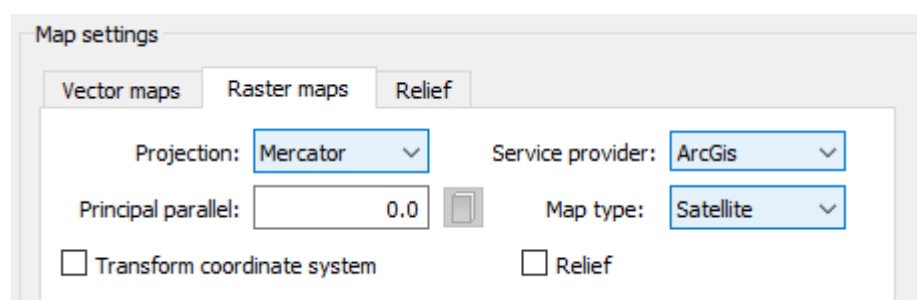 Map settings
Vector maps Raster maps Relief
Projection: Mercator Service provider: ArcGis
Principal parallel: 0.0 Map type: Satellite
Transform coordinate system Relief